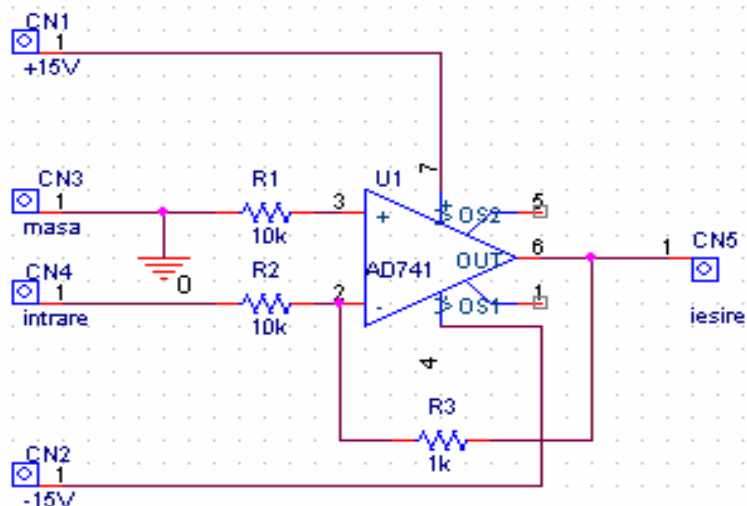 CN1
1
+15V
CN3
1
masa
R1
10k
3
U1
7
+
OS2
5
0
CN4
1
intrare
R2
10k
2
-
AD741
OUT
6
1
CN5
iesire
OS1
1
4
R3
1k
CN2
1
-15V